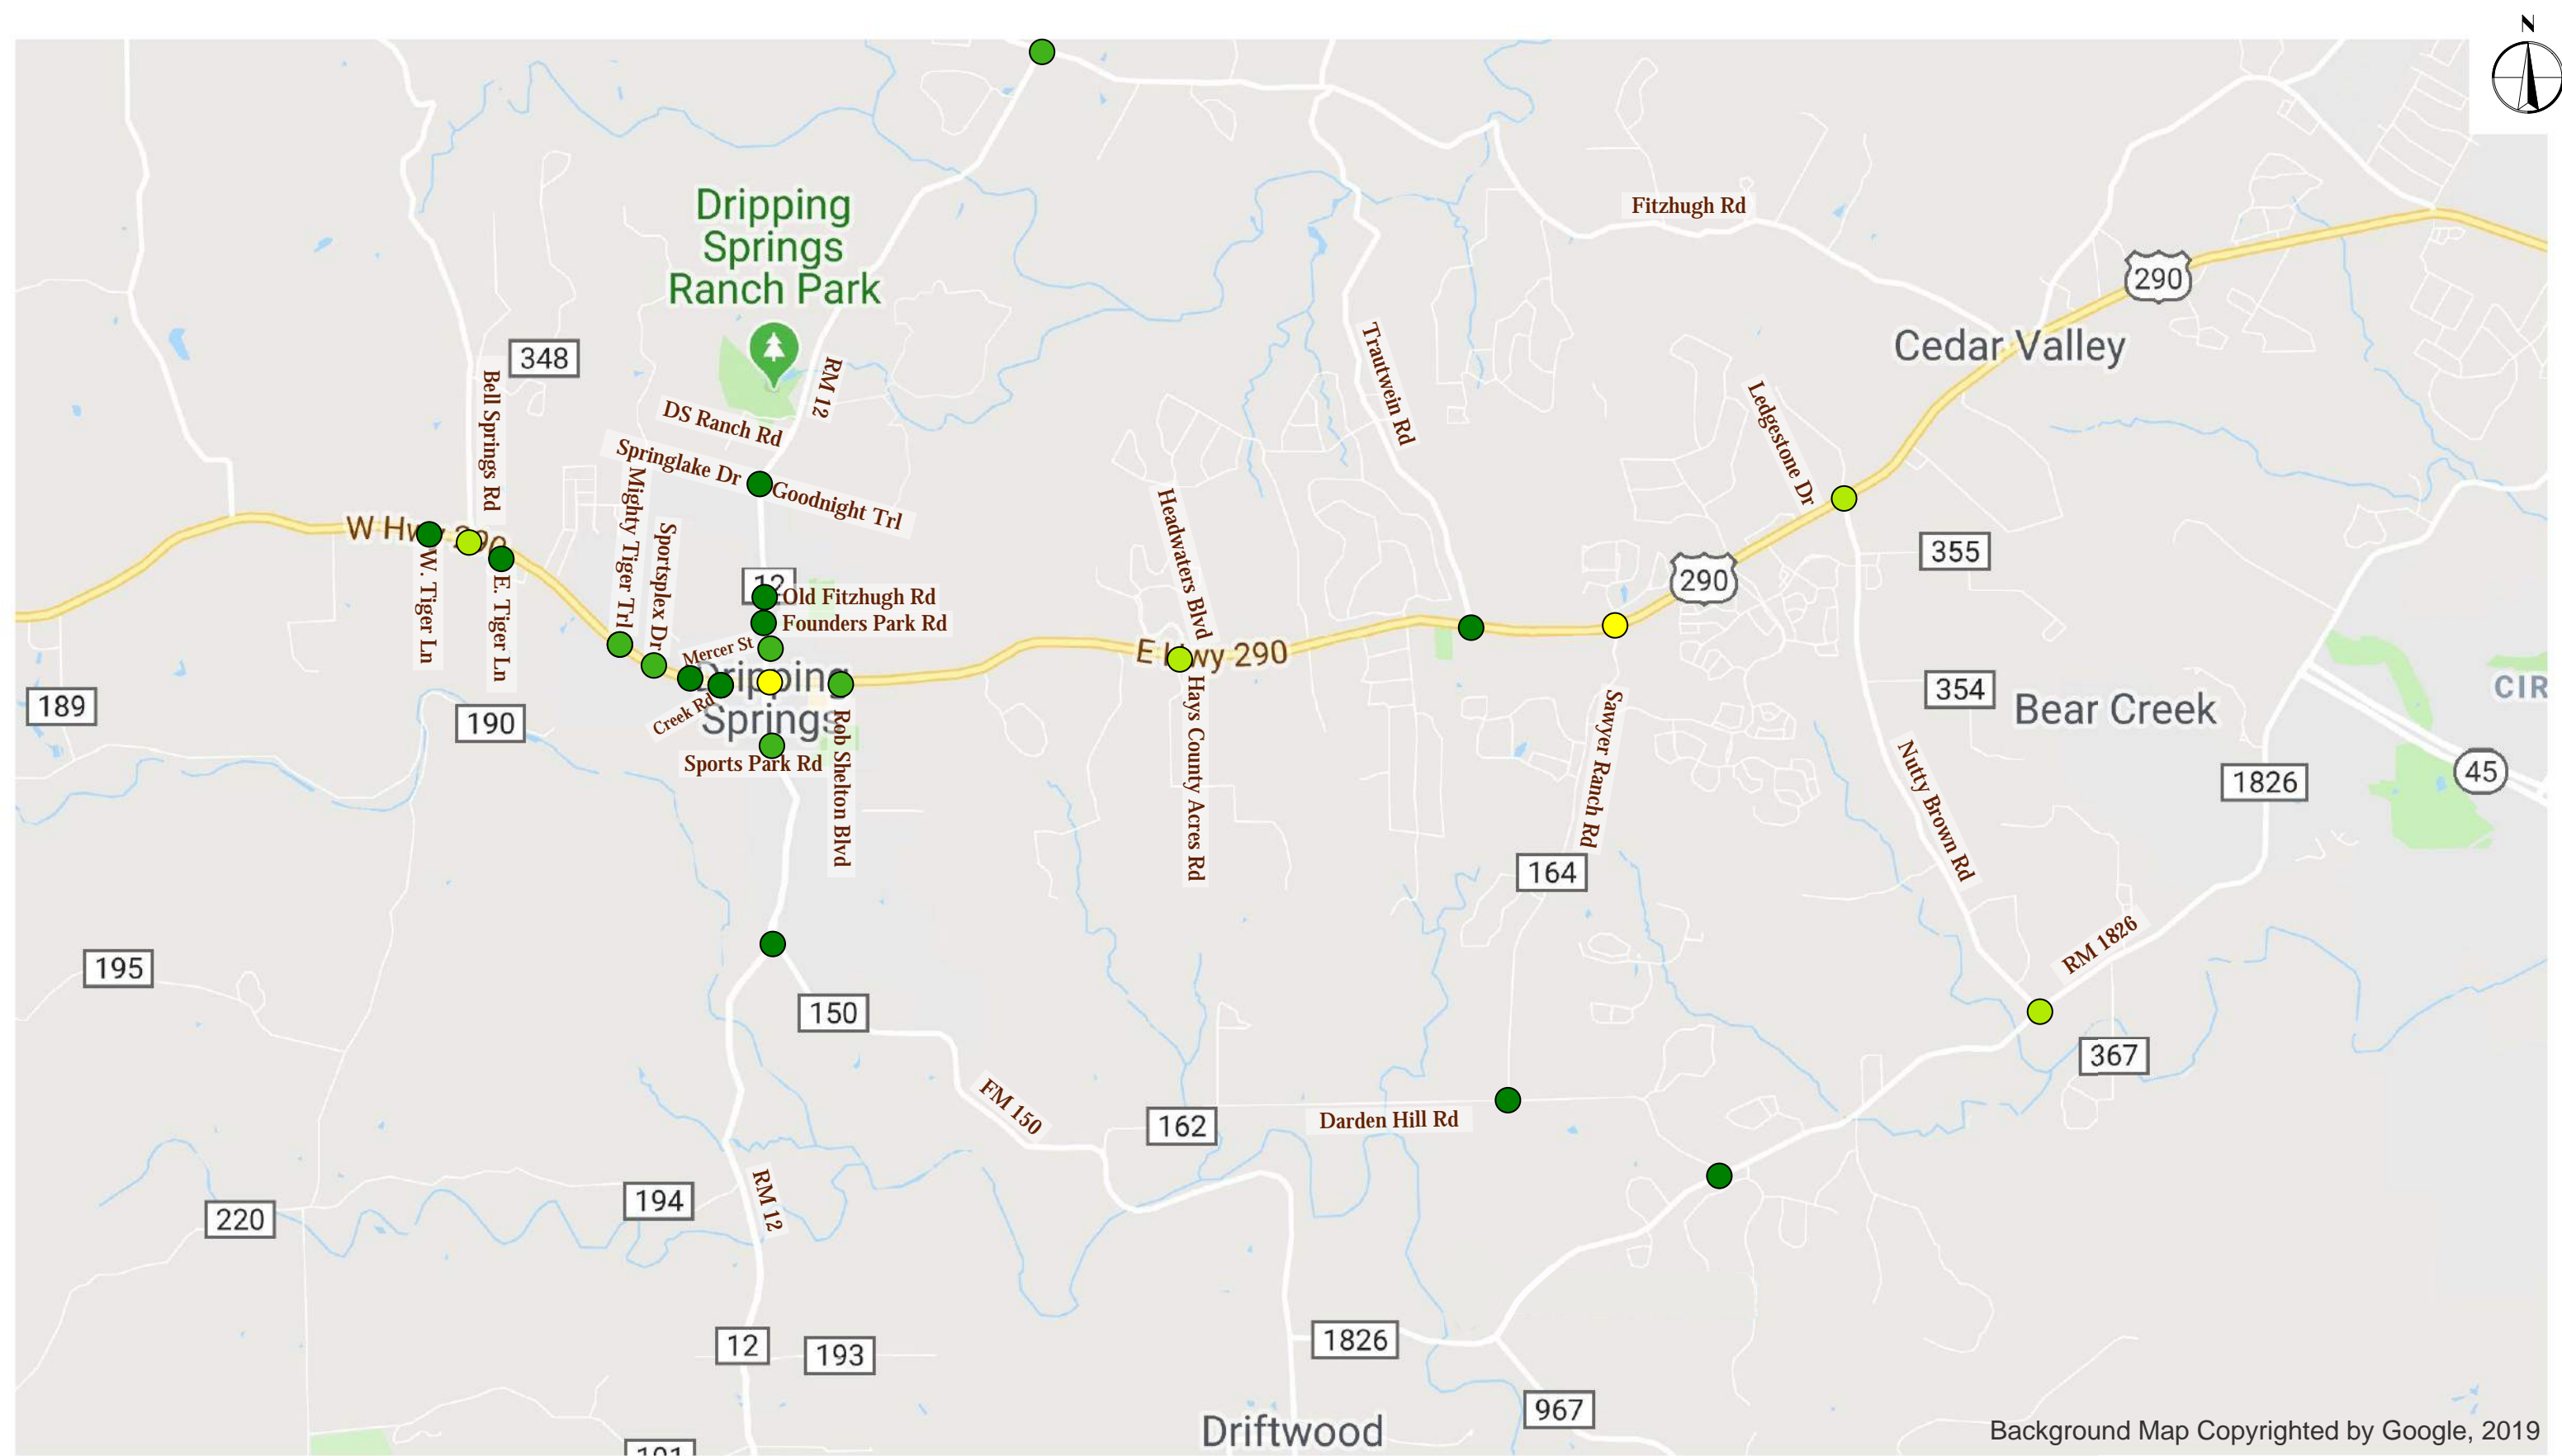 N
Dripping
Springs
Ranch Park
Fitzhugh Rd
290
Cedar Valley
348
RM 12
Trautwein Rd
Bell Springs Rd
DS Ranch Rd
Ledgestone Dr
Springlake Dr
Goodnight Trl
Mighty Tiger Trl
Sportsplex Dr
Headwaters Blvd
W Hwy 290
W. Tiger Ln
E. Tiger Ln
12
Old Fitzhugh Rd
Founders Park Rd
Mercer St
355
290
E Hwy 290
Dripping
Springs
Creek Rd
Sports Park Rd
Rob Shelton Blvd
Hays County Acres Rd
Sawyer Ranch Rd
354
Bear Creek
CIR
189
190
Nutty Brown Rd
1826
45
164
RM 1826
195
150
367
FM 150
162
Darden Hill Rd
194
220
RM 12
12
193
1826
967
Driftwood
Background Map Copyrighted by Google, 2019